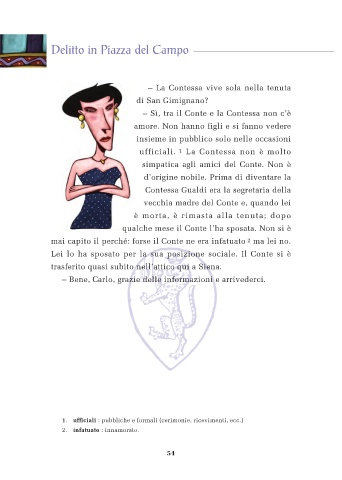 Delitto in Piazza del Campo
– La Contessa vive sola nella tenuta
di San Gimignano?
– Sì, tra il Conte e la Contessa non c'è
amore. Non hanno figli e si fanno vedere
insieme in pubblico solo nelle occasioni
ufficiali. ¹ La Contessa non è molto
simpatica agli amici del Conte. Non è
d'origine nobile. Prima di diventare la
Contessa Gualdi era la segretaria della
vecchia madre del Conte e, quando lei
è morta, è rimasta alla tenuta; dopo
qualche mese il Conte l'ha sposata. Non si è
mai capito il perché: forse il Conte ne era infatuato ² ma lei no.
Lei lo ha sposato per la sua posizione sociale. Il Conte si è
trasferito quasi subito nell'attico qui a Siena.
– Bene, Carlo, grazie delle informazioni e arrivederci.
1. ufficiali : pubbliche e formali (cerimonie, ricevimenti, ecc.)
2. infatuato : innamorato.
54